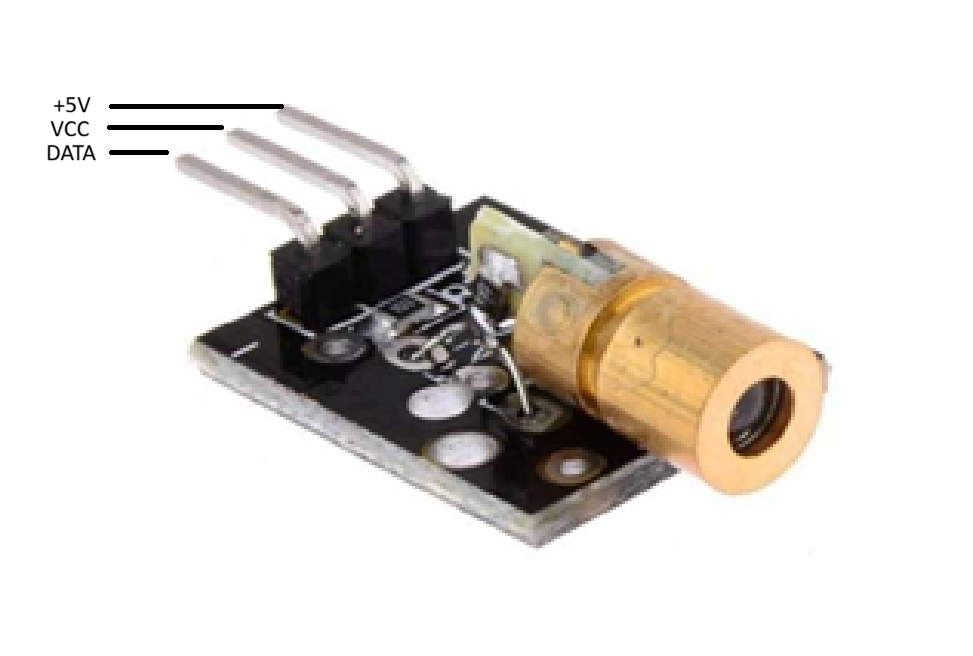 +5V
VCC
DATA